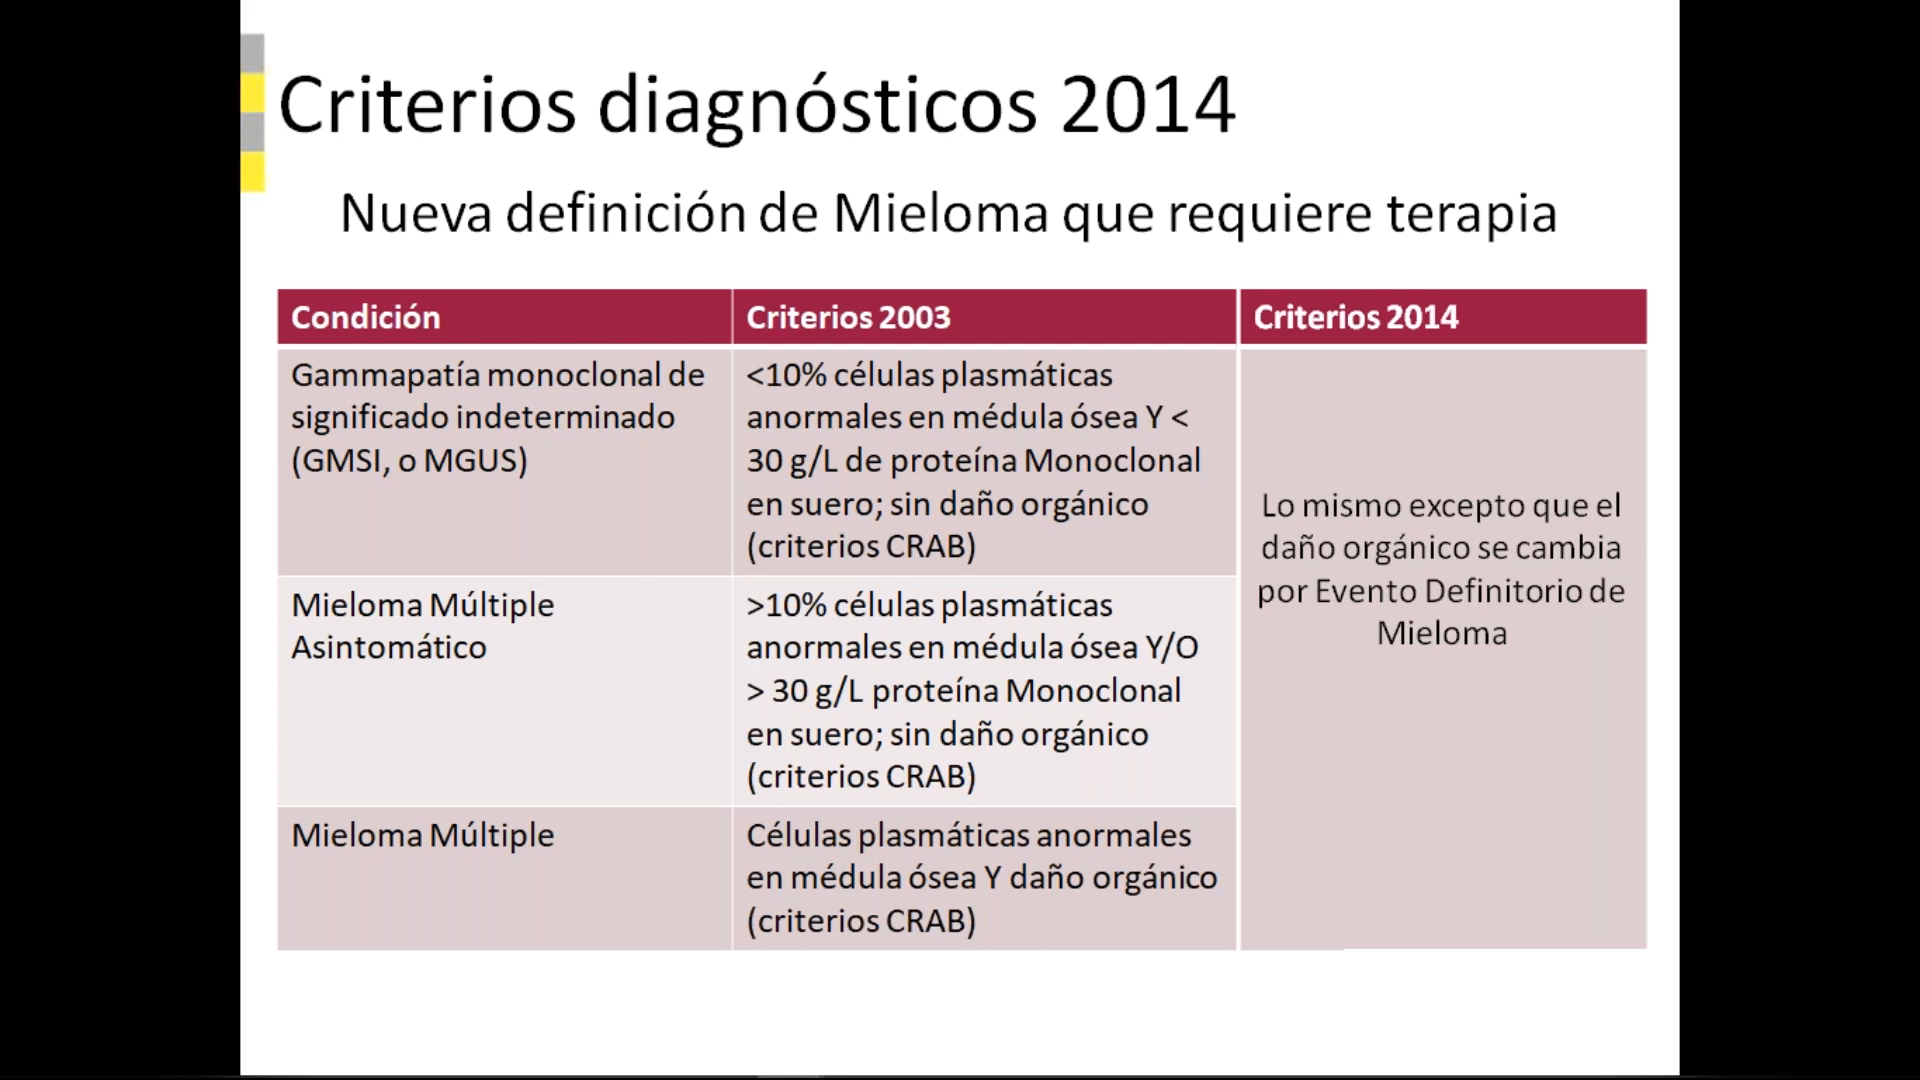 Criterios diagnósticos 2014
Nueva definición de Mieloma que requiere terapia
Condición
Criterios 2003
Criterios 2014
Gammapatía monoclonal de
significado indeterminado
(GMSI, o MGUS)
<10% células plasmáticas
anormales en médula ósea Y <
30 g/L de proteína Monoclonal
en suero; sin daño orgánico
(criterios CRAB)
Lo mismo excepto que el
daño orgánico se cambia
por Evento Definitorio de
Mieloma
Mieloma Múltiple
Asintomático
>10% células plasmáticas
anormales en médula ósea Y/O
> 30 g/L proteína Monoclonal
en suero; sin daño orgánico
(criterios CRAB)
Mieloma Múltiple
Células plasmáticas anormales
en médula ósea Y daño orgánico
(criterios CRAB)